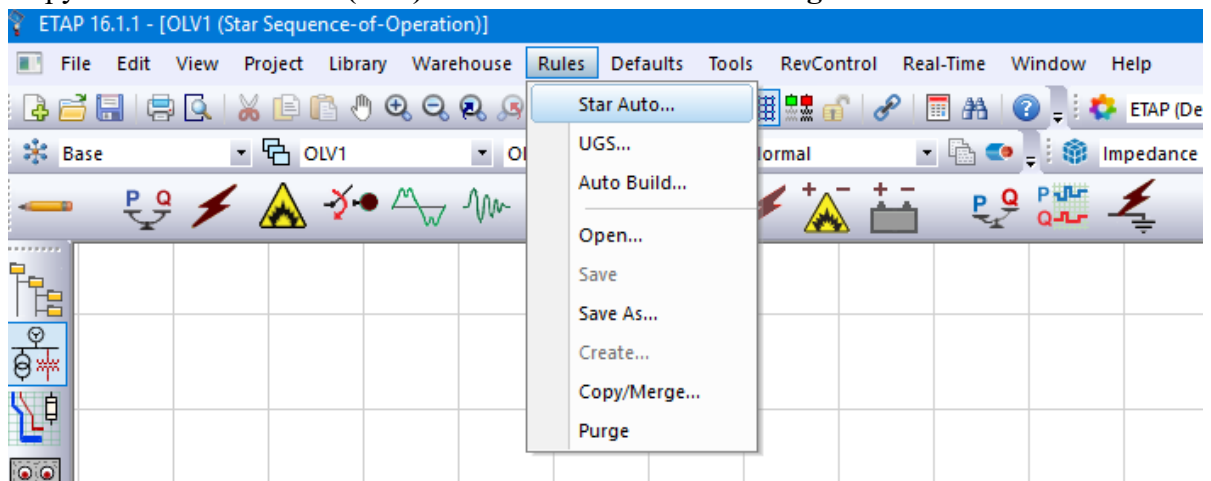 ETAP 16.1.1 - [OLV1 (Star Sequence-of-Operation)]
File Edit View Project Library Warehouse Rules Defaults Tools RevControl Real-Time Window Help
Star Auto...
ETAP (De
Base OLV1
UGS...
ormal Impedance
Auto Build...
P Q
P Q
P
Q
Open...
Save
Save As...
Create...
Copy/Merge...
Purge